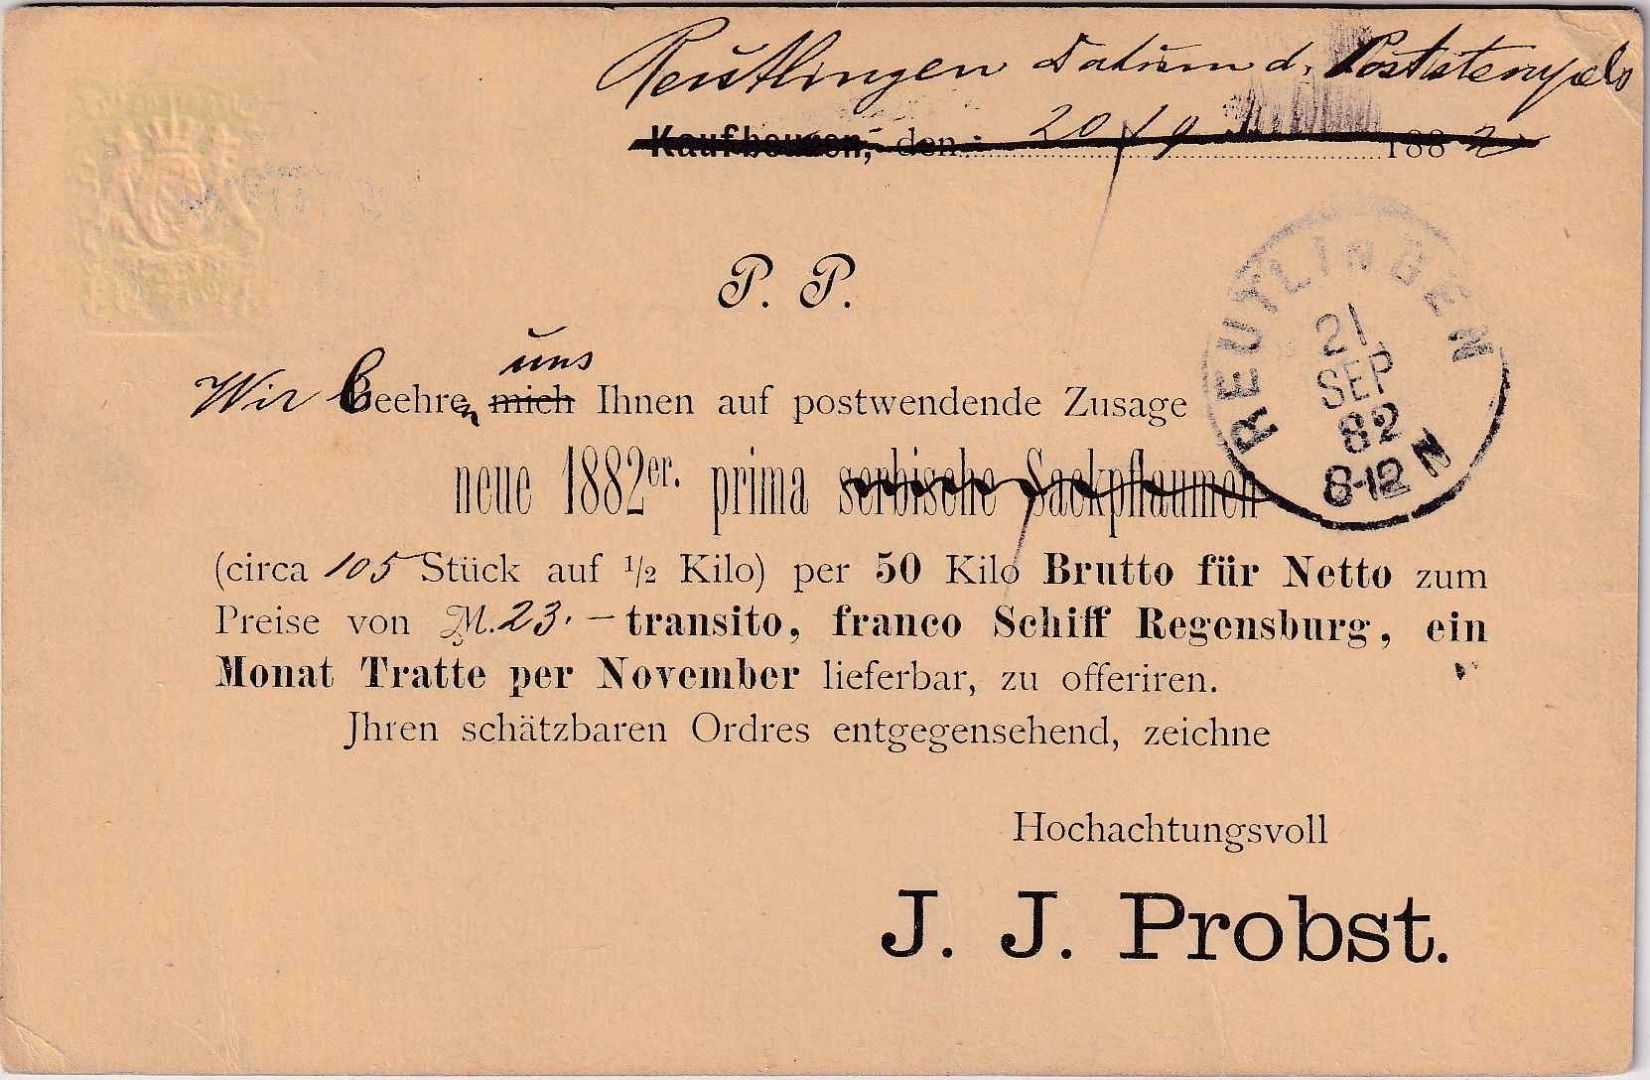 Reutlingen Datum d. Poststempels
Kaufbeuren, den 20/9 1882
P. P.
uns
Wir beehren mich Ihnen auf postwendende Zusage
neue 1882er. prima serbische Sackpflaumen
(circa 105 Stück auf 1/2 Kilo) per 50 Kilo Brutto für Netto zum
Preise von M. 23.- transito, franco Schiff Regensburg, ein
Monat Tratte per November lieferbar, zu offeriren.
Jhren schätzbaren Ordres entgegensehend, zeichne
Hochachtungsvoll
J. J. Probst.
REUTLINGEN
21
SEP
82
8-12 N